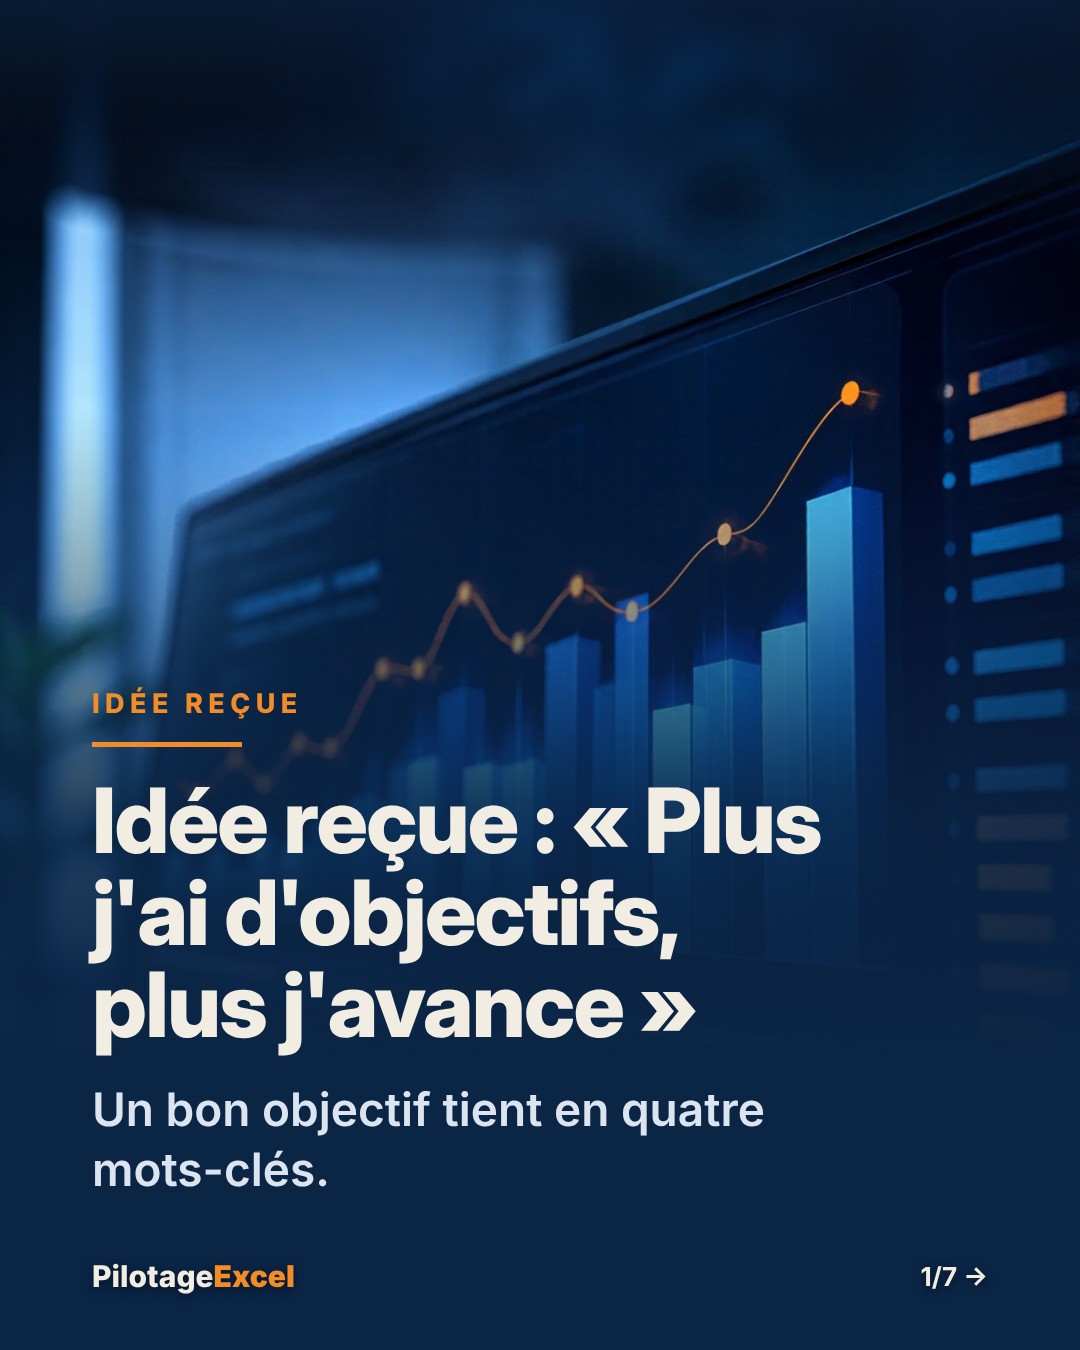 IDÉE REÇUE
Idée reçue : « Plus
j'ai d'objectifs,
plus j'avance »
Un bon objectif tient en quatre
mots-clés.
PilotageExcel
1/7 →